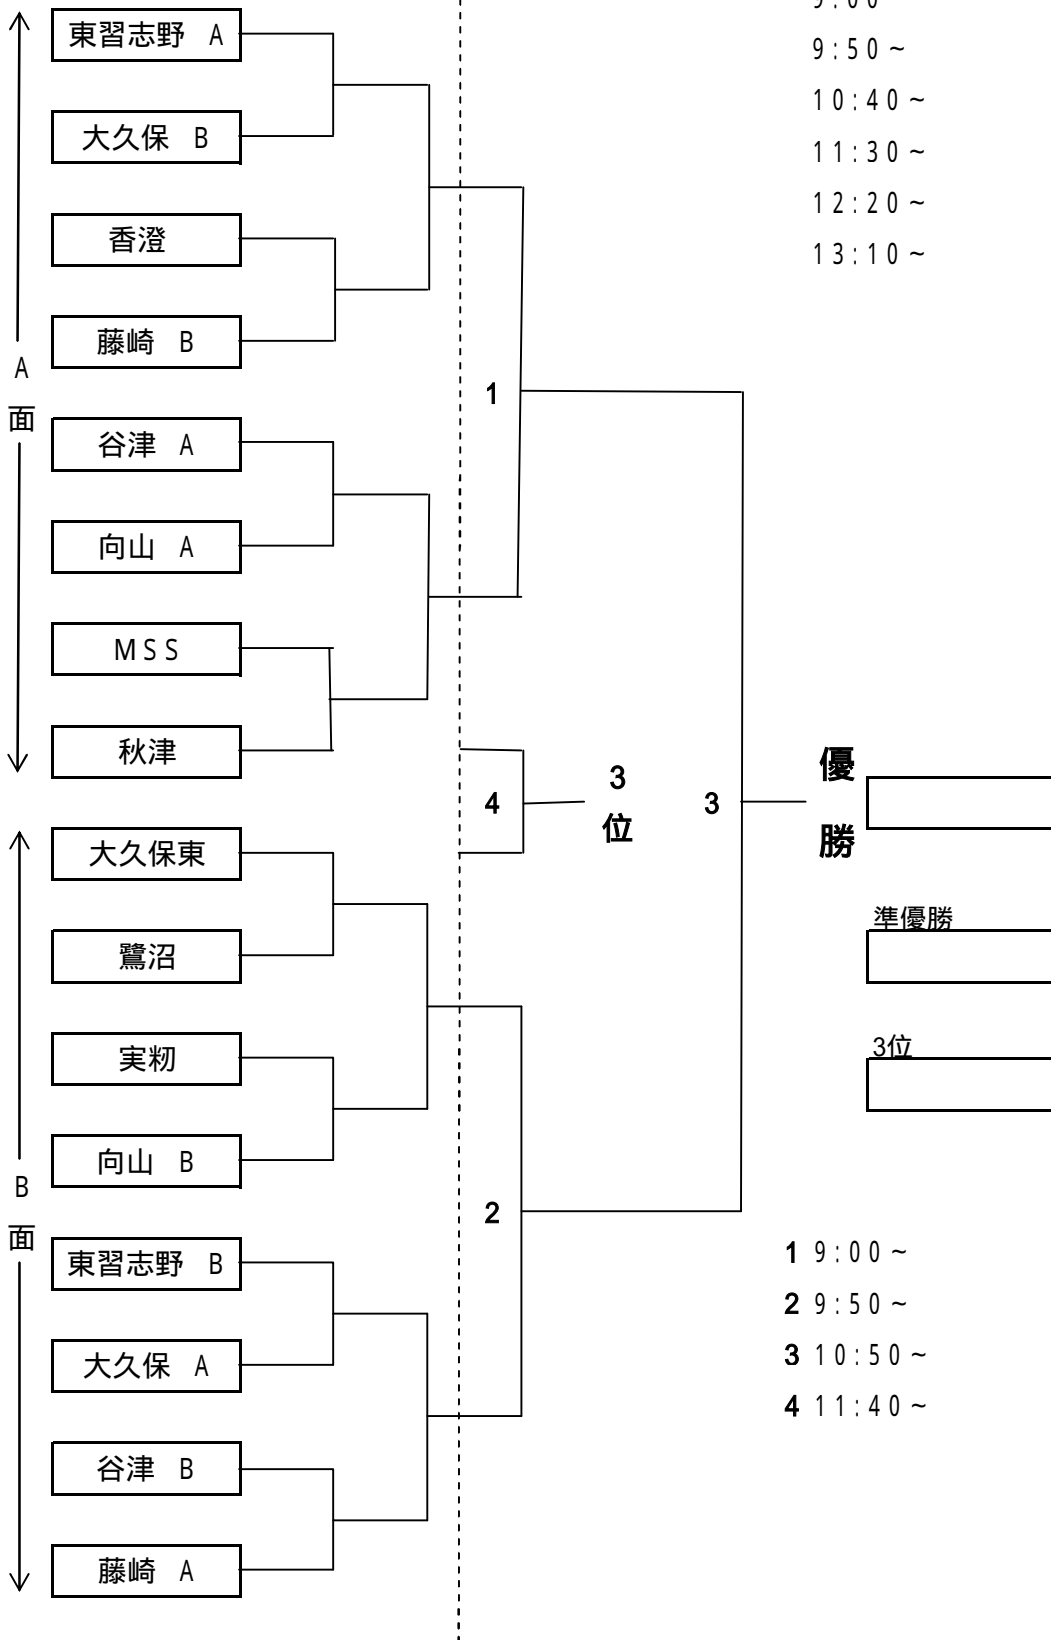 9:00
9:50~
10:40~
11:30~
12:20~
13:10~
東習志野 A
大久保 B
香澄
藤崎 B
A
面
谷津 A
向山 A
MSS
秋津
1
4
3
位
3
優
勝
準優勝
3位
大久保東
鷺沼
実籾
向山 B
B
面
東習志野 B
大久保 A
谷津 B
藤崎 A
2
1 9:00~
2 9:50~
3 10:50~
4 11:40~